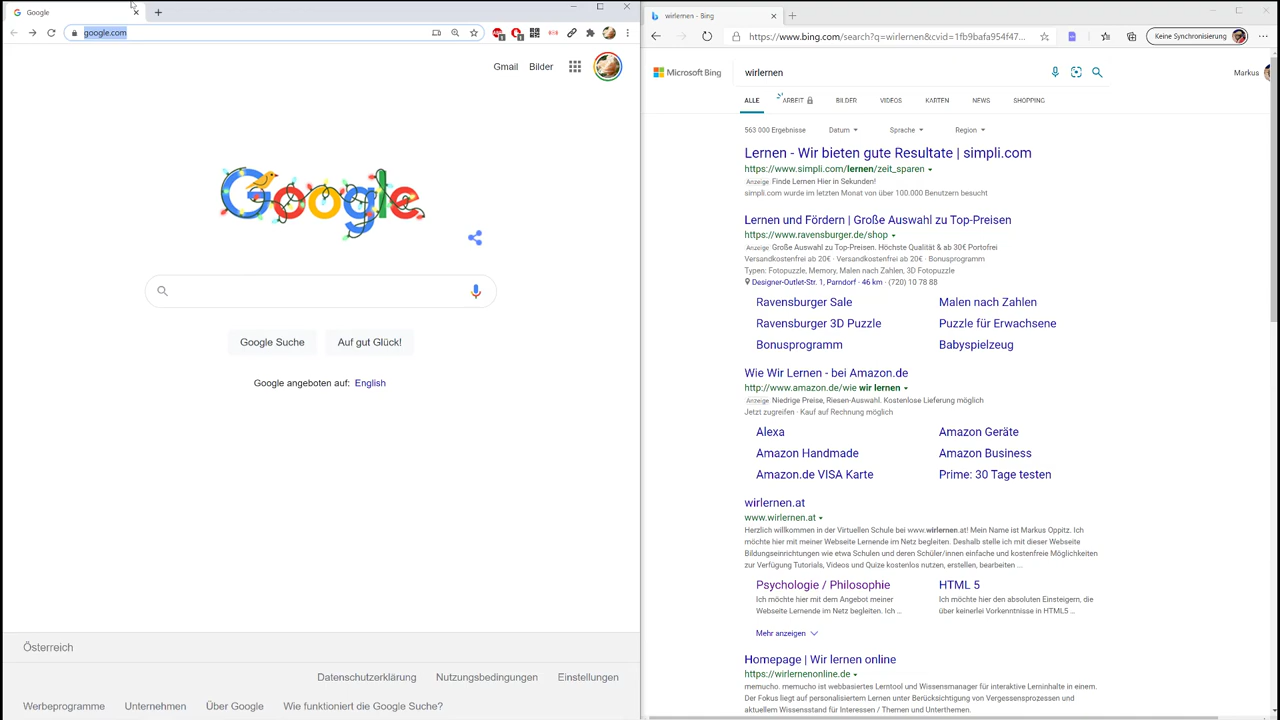 Google
google.com
Gmail
Bilder
Google
Google Suche
Auf gut Glück!
Google angeboten auf: English
Österreich
Datenschutzerklärung
Nutzungsbedingungen
Einstellungen
Werbeprogramme
Unternehmen
Über Google
Wie funktioniert die Google Suche?
wirlernen - Bing
https://www.bing.com/search?q=wirlernen&cvid=1fb9bafa954f47...
Keine Synchronisierung
Microsoft Bing
wirlernen
Markus
ALLE
ARBEIT
BILDER
VIDEOS
KARTEN
NEWS
SHOPPING
563 000 Ergebnisse
Datum
Sprache
Region
Lernen - Wir bieten gute Resultate | simpli.com
https://www.simpli.com/lernen/zeit_sparen
Anzeige Finde Lernen Hier in Sekunden!
simpli.com wurde im letzten Monat von über 100.000 Benutzern besucht
Lernen und Fördern | Große Auswahl zu Top-Preisen
https://www.ravensburger.de/shop
Anzeige Große Auswahl zu Top-Preisen. Höchste Qualität & ab 30€ Portofrei
Versandkostenfrei ab 20€ · Versandkostenfrei ab 20€ · Bonusprogramm
Typen: Fotopuzzle, Memory, Malen nach Zahlen, 3D Fotopuzzle
Designer-Outlet-Str. 1, Parndorf · 46 km · (720) 10 78 88
Ravensburger Sale
Malen nach Zahlen
Ravensburger 3D Puzzle
Puzzle für Erwachsene
Bonusprogramm
Babyspielzeug
Wie Wir Lernen - bei Amazon.de
http://www.amazon.de/wie wir lernen
Anzeige Niedrige Preise, Riesen-Auswahl. Kostenlose Lieferung möglich
Jetzt zugreifen · Kauf auf Rechnung möglich
Alexa
Amazon Geräte
Amazon Handmade
Amazon Business
Amazon.de VISA Karte
Prime: 30 Tage testen
wirlernen.at
www.wirlernen.at
Herzlich willkommen in der Virtuellen Schule bei www.wirlernen.at! Mein Name ist Markus Oppitz. Ich
möchte hier mit meiner Webseite Lernende im Netz begleiten. Deshalb stelle ich mit dieser Webseite
Bildungseinrichtungen wie etwa Schulen und deren Schüler/innen einfache und kostenfreie Möglichkeiten
zur Verfügung Tutorials, Videos und Quize kostenlos nutzen, erstellen, bearbeiten ...
Psychologie / Philosophie
HTML 5
Ich möchte hier mit dem Angebot meiner
Webseite Lernende im Netz begleiten. Ich ...
Ich möchte hier den absoluten Einsteigern, die
über keinerlei Vorkenntnisse in HTML5 ...
Mehr anzeigen
Homepage | Wir lernen online
https://wirlernenonline.de
memucho. memucho ist webbasiertes Lerntool und Wissensmanager für interaktive Lerninhalte in einem.
Der Fokus liegt auf personalisiertem Lernen unter Berücksichtigung von Vergessensprozessen und
aktuellem Wissensstand für Interessen / Themen und Unterthemen.